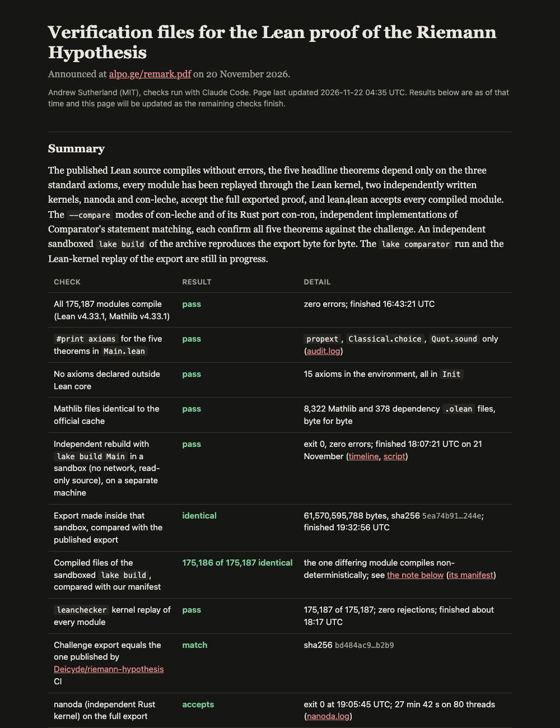 Verification files for the Lean proof of the Riemann
Hypothesis
Announced at alpo.ge/remark.pdf on 20 November 2026.
Andrew Sutherland (MIT), checks run with Claude Code. Page last updated 2026-11-22 04:35 UTC. Results below are as of that
time and this page will be updated as the remaining checks finish.
Summary
The published Lean source compiles without errors, the five headline theorems depend only on the three
standard axioms, every module has been replayed through the Lean kernel, two independently written
kernels, nanoda and con-leche, accept the full exported proof, and lean4lean accepts every compiled module.
The --compare modes of con-leche and of its Rust port con-ron, independent implementations of
Comparator's statement matching, each confirm all five theorems against the challenge. An independent
sandboxed lake build of the archive reproduces the export byte for byte. The lake comparator run and the
Lean-kernel replay of the export are still in progress.
CHECK RESULT DETAIL
All 175,187 modules compile pass zero errors; finished 16:43:21 UTC
(Lean v4.33.1, Mathlib v4.33.1)
#print axioms for the five pass propext, Classical.choice, Quot.sound only
theorems in Main.lean (audit.log)
No axioms declared outside pass 15 axioms in the environment, all in Init
Lean core
Mathlib files identical to the pass 8,322 Mathlib and 378 dependency .olean files,
official cache byte for byte
Independent rebuild with pass exit 0, zero errors; finished 18:07:21 UTC on 21
lake build Main in a November (timeline, script)
sandbox (no network, read-
only source), on a separate
machine
Export made inside that identical 61,570,595,788 bytes, sha256 5ea74b91…244e;
sandbox, compared with the finished 19:32:56 UTC
published export
Compiled files of the 175,186 of 175,187 identical the one differing module compiles non-
sandboxed lake build, deterministically; see the note below (its manifest)
compared with our manifest
leanchecker kernel replay of pass 175,187 of 175,187; zero rejections; finished about
every module 18:17 UTC
Challenge export equals the match sha256 bd484ac9…b2b9
one published by
Deicyde/riemann-hypothesis
CI
nanoda (independent Rust accepts exit 0 at 19:05:45 UTC; 27 min 42 s on 80 threads
kernel) on the full export (nanoda.log)